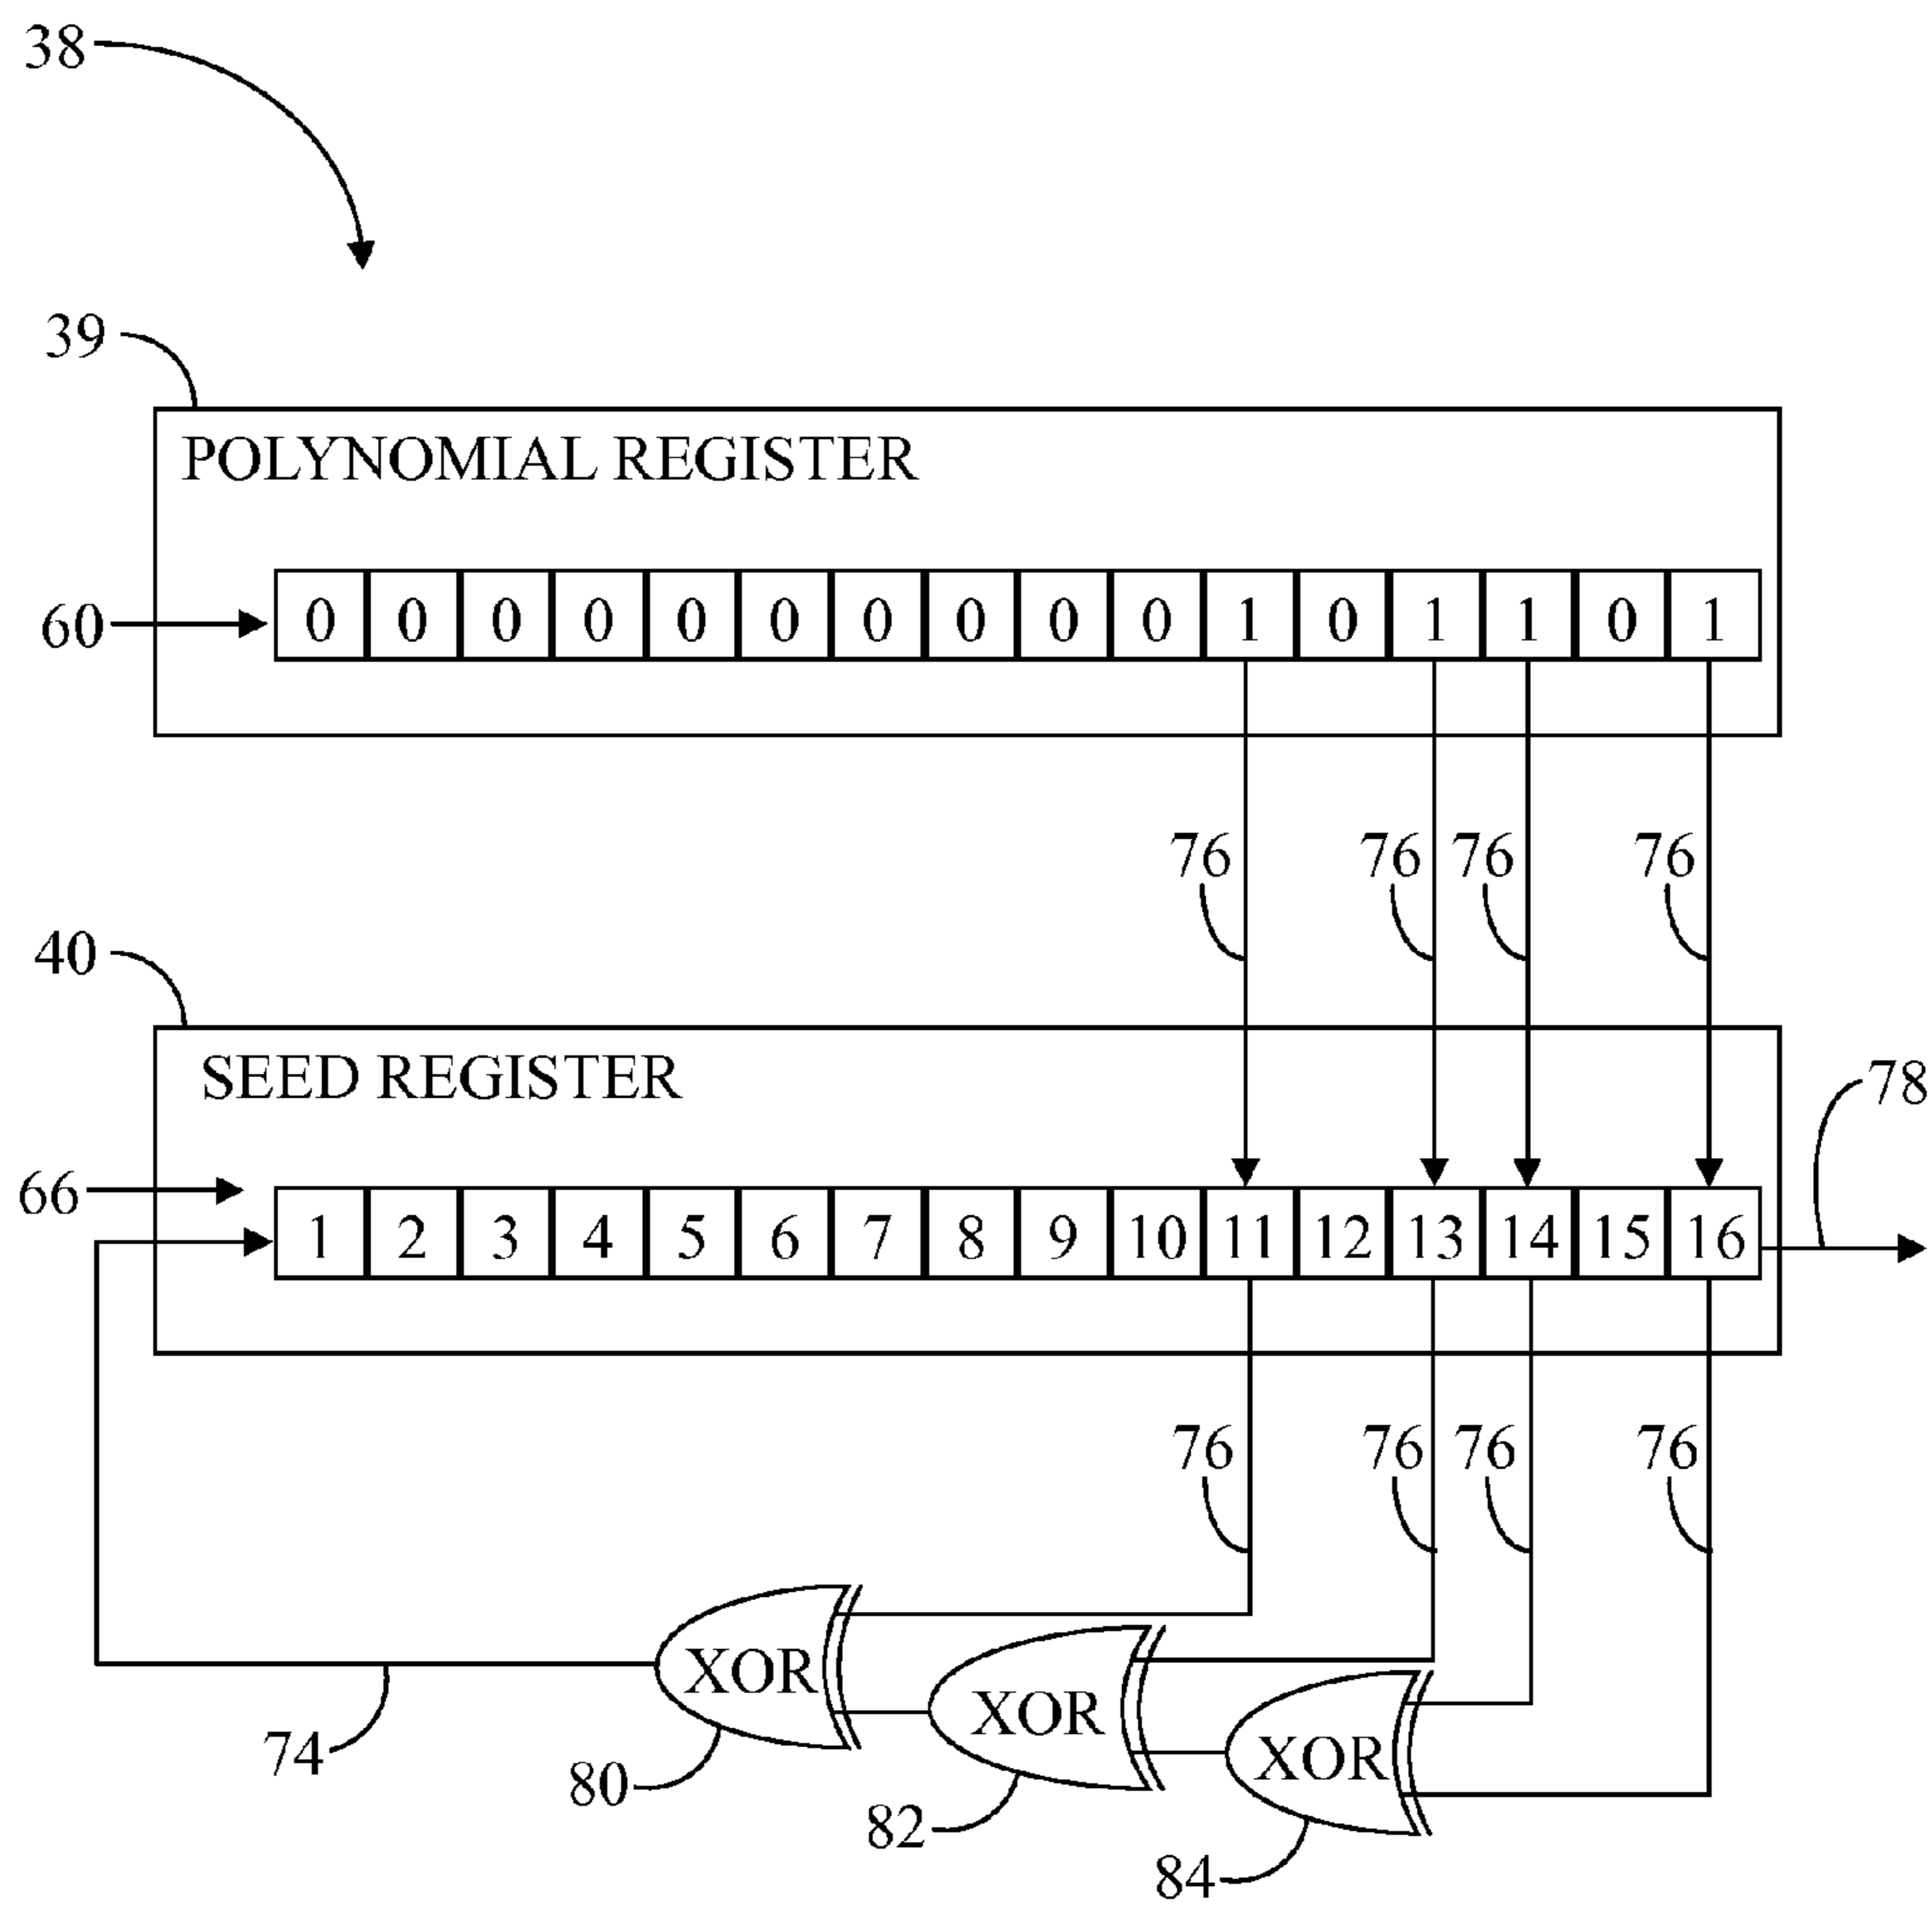 38
39
POLYNOMIAL REGISTER
60
0 0 0 0 0 0 0 0 0 0 1 0 1 1 0 1
76 76 76 76
40
SEED REGISTER
78
66
1 2 3 4 5 6 7 8 9 10 11 12 13 14 15 16
76 76 76 76
XOR
XOR
XOR
74
80
82
84